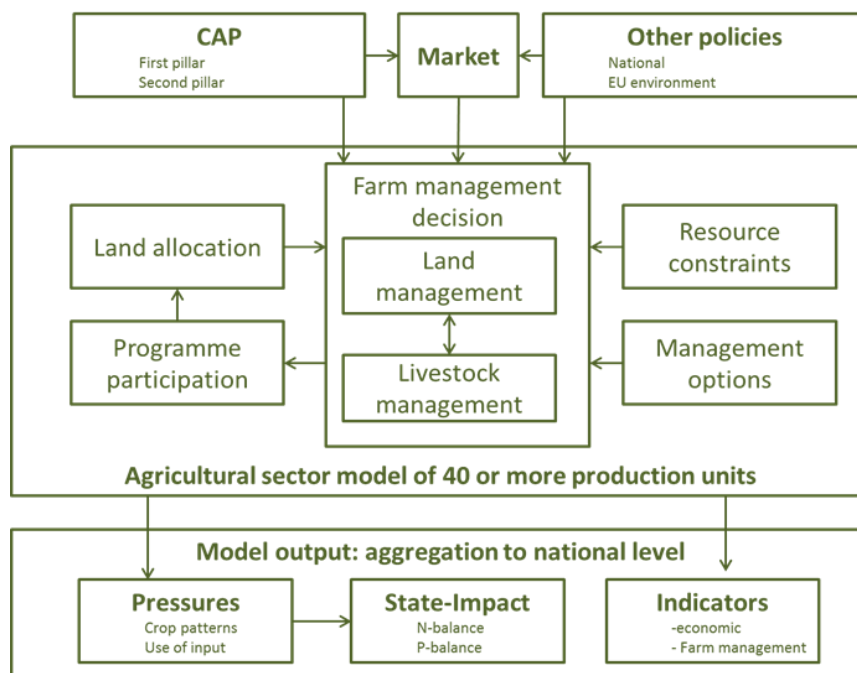 CAP
First pillar
Second pillar
Market
Other policies
National
EU environment
Farm management
decision
Land allocation
Land
management
Resource
constraints
Programme
participation
Livestock
management
Management
options
Agricultural sector model of 40 or more production units
Model output: aggregation to national level
Pressures
Crop patterns
Use of input
State-Impact
N-balance
P-balance
Indicators
-economic
- Farm management